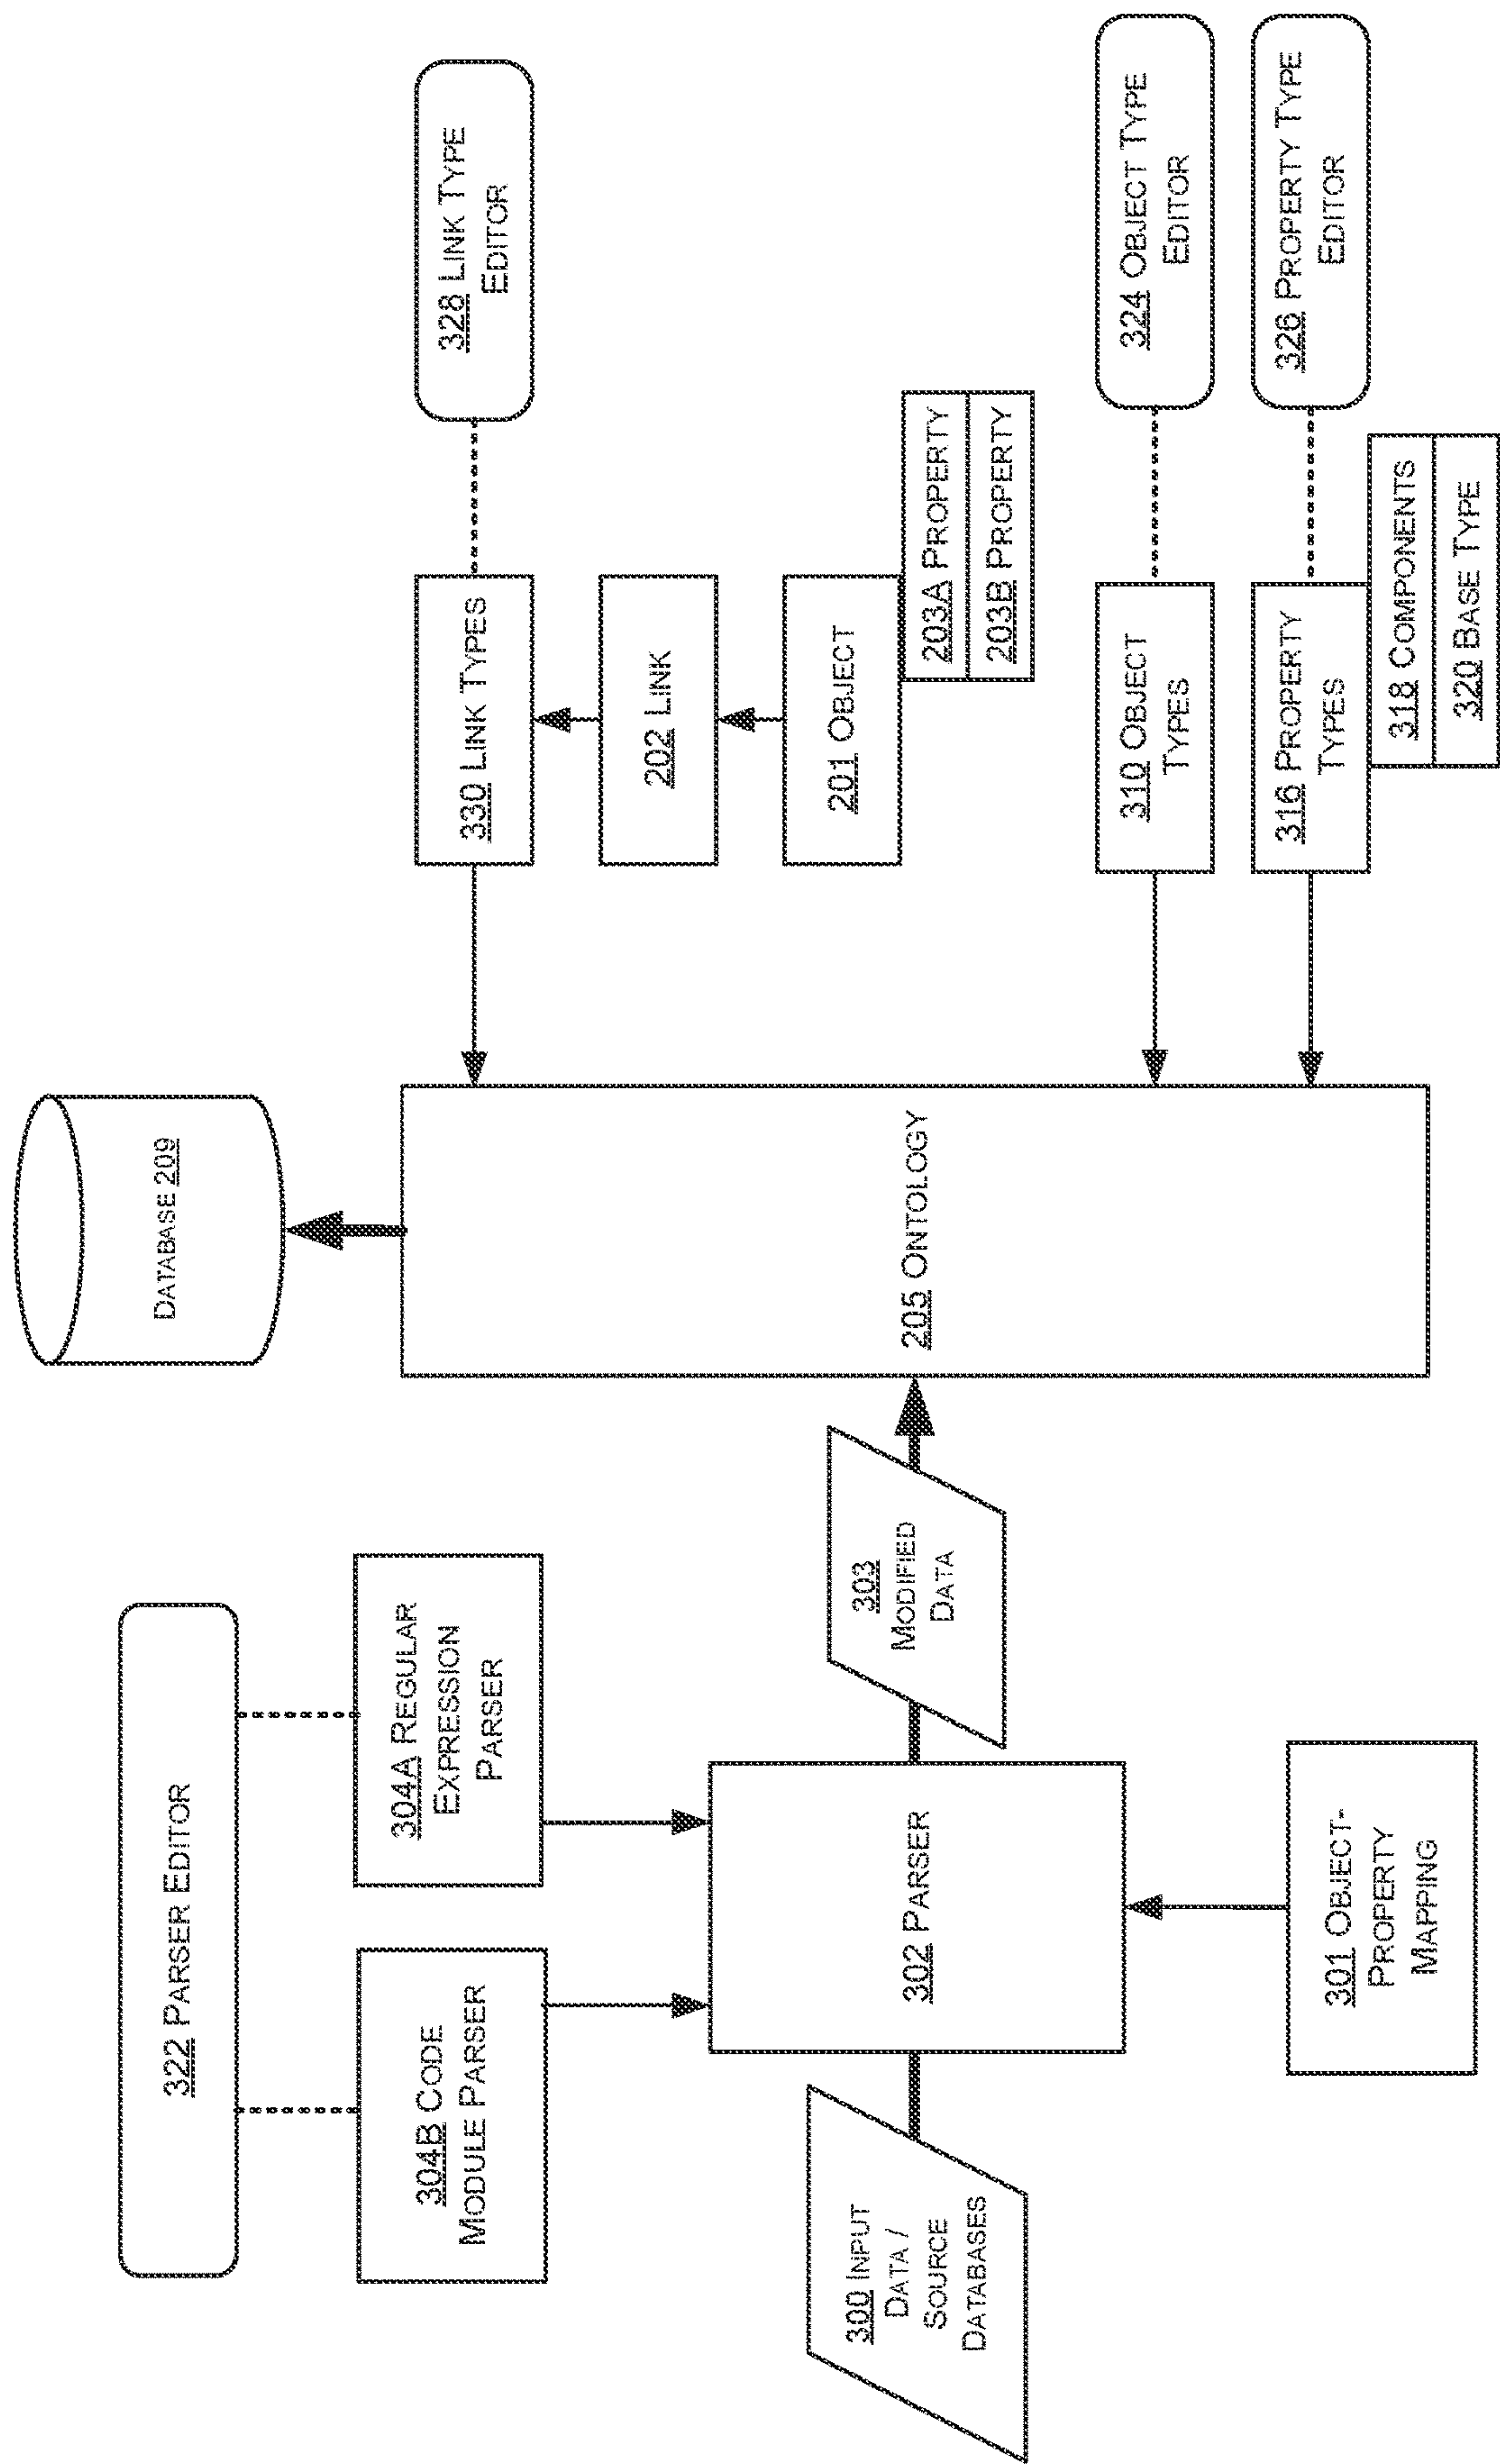 322 PARSER EDITOR
304B CODE
MODULE PARSER
304A REGULAR
EXPRESSION
PARSER
300 INPUT
DATA /
SOURCE
DATABASES
302 PARSER
303
MODIFIED
DATA
301 OBJECT-
PROPERTY
MAPPING
DATABASE 209
205 ONTOLOGY
330 LINK TYPES
328 LINK TYPE
EDITOR
202 LINK
201 OBJECT
203A PROPERTY
203B PROPERTY
310 OBJECT
TYPES
324 OBJECT TYPE
EDITOR
316 PROPERTY
TYPES
326 PROPERTY TYPE
EDITOR
318 COMPONENTS
320 BASE TYPE